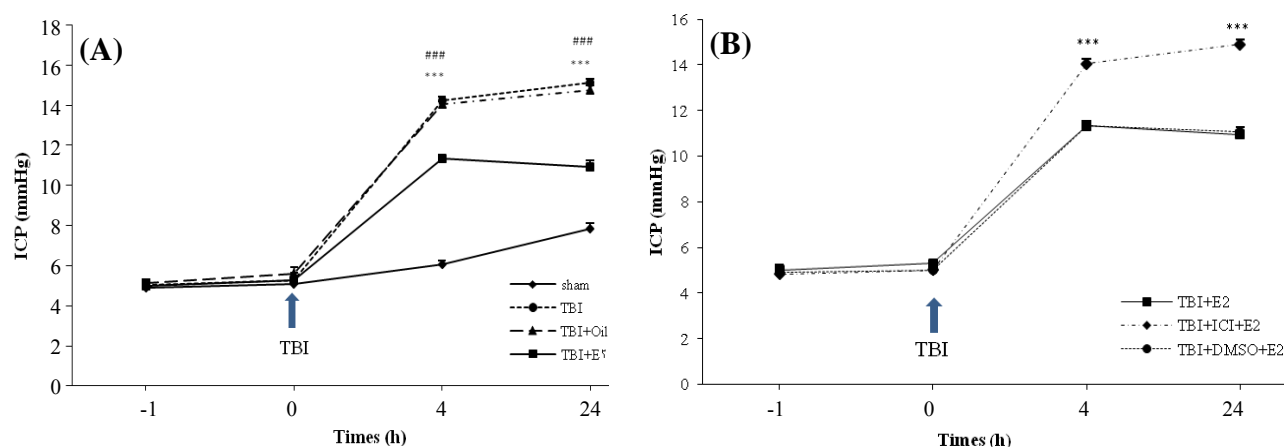 (A)
ICP (mmHg)
18
16
14
12
10
8
6
4
2
0
###
***
###
***
TBI
sham
TBI
TBI+Oil
TBI+E۲
-1
0
4
24
Times (h)
(B)
ICP (mmHg)
16
14
12
10
8
6
4
2
0
***
***
TBI
TBI+E2
TBI+ICI+E2
TBI+DMSO+E2
-1
0
4
24
Times (h)